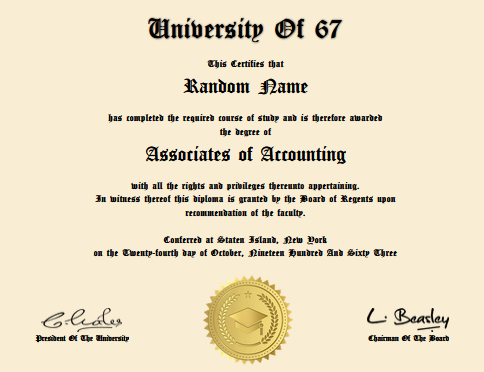 University Of 67
This Certifies that
Random Name
has completed the required course of study and is therefore awarded
the degree of
Associates of Accounting
with all the rights and privileges thereunto appertaining.
In witness thereof this diploma is granted by the Board of Regents upon
recommendation of the faculty.
Conferred at Staten Island, New York
on the Twenty-fourth day of October, Nineteen Hundred And Sixty Three
L. Beasley
President Of The University
Chairman Of The Board